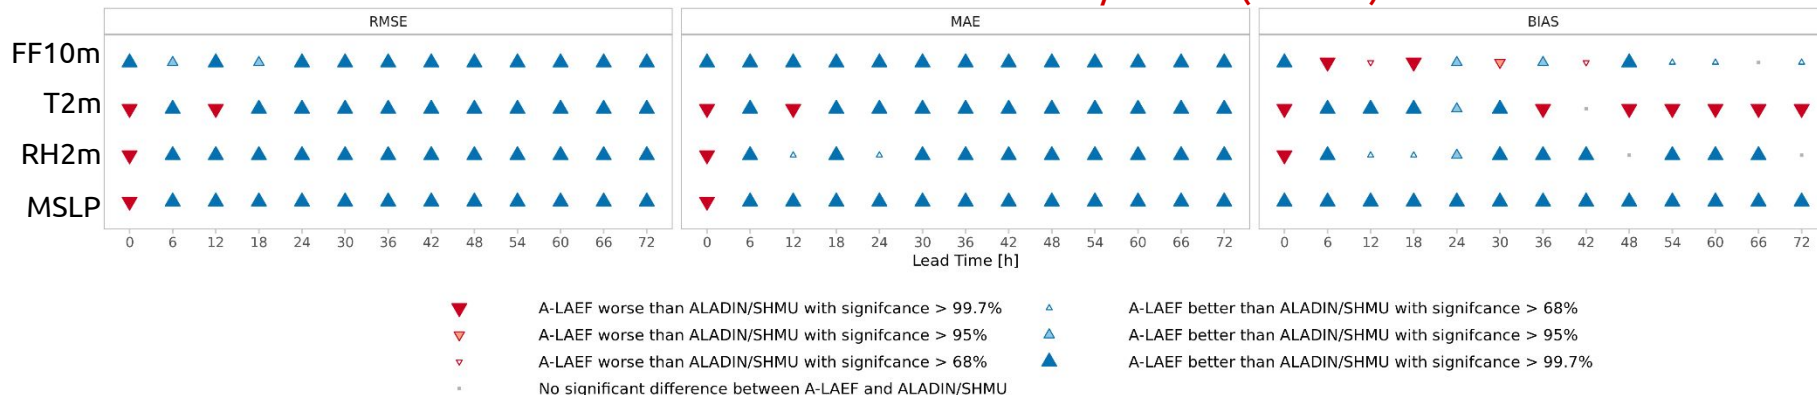 RMSE MAE BIAS
FF10m
T2m
RH2m
MSLP
0 6 12 18 24 30 36 42 48 54 60 66 72 0 6 12 18 24 30 36 42 48 54 60 66 72 0 6 12 18 24 30 36 42 48 54 60 66 72
Lead Time [h]
A-LAEF worse than ALADIN/SHMU with signifcance > 99.7% A-LAEF better than ALADIN/SHMU with signifcance > 68%
A-LAEF worse than ALADIN/SHMU with signifcance > 95% A-LAEF better than ALADIN/SHMU with signifcance > 95%
A-LAEF worse than ALADIN/SHMU with signifcance > 68% A-LAEF better than ALADIN/SHMU with signifcance > 99.7%
No significant difference between A-LAEF and ALADIN/SHMU